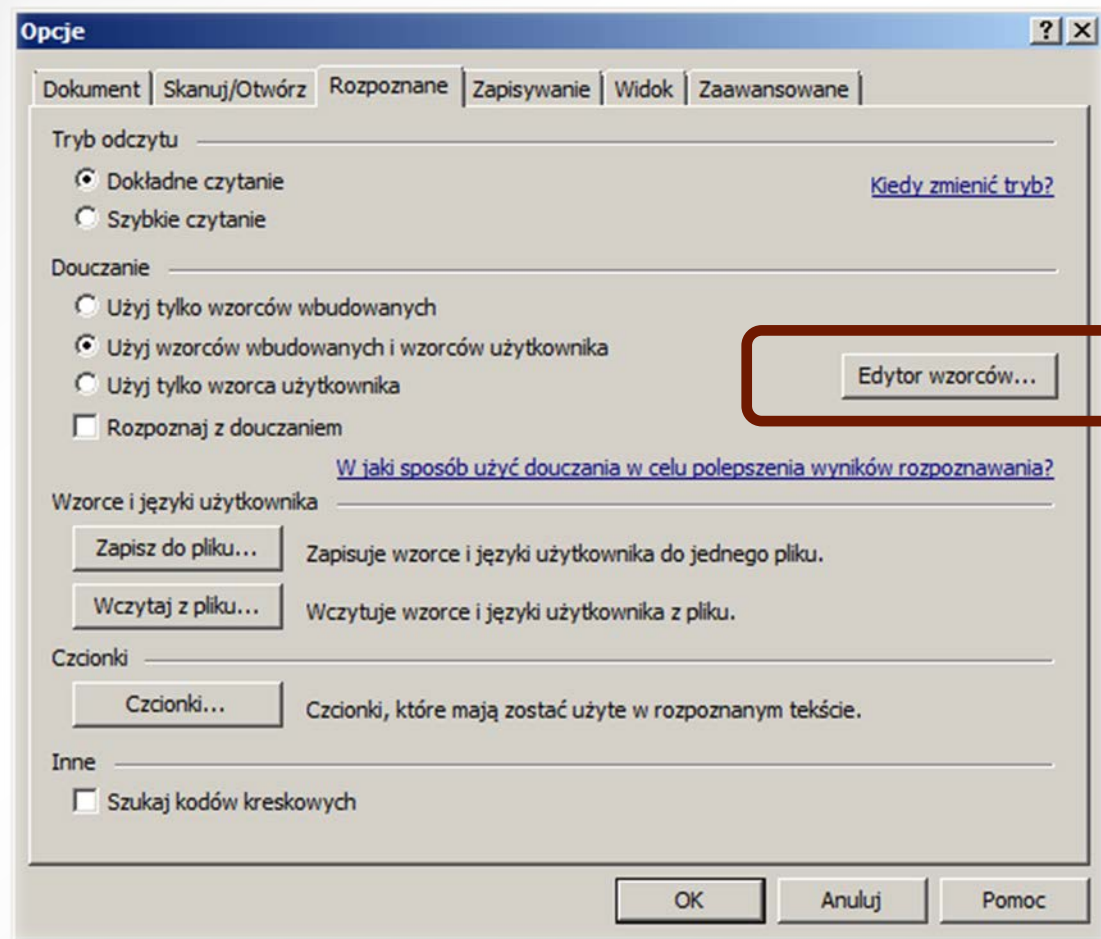 Opcje
Dokument Skanuj/Otwórz Rozpoznane Zapisywanie Widok Zaawansowane
Tryb odczytu
Dokładne czytanie
Kiedy zmienić tryb?
Szybkie czytanie
Douczanie
Użyj tylko wzorców wbudowanych
Użyj wzorców wbudowanych i wzorców użytkownika
Edytor wzorców...
Użyj tylko wzorca użytkownika
Rozpoznaj z douczaniem
W jaki sposób użyć douczania w celu polepszenia wyników rozpoznawania?
Wzorce i języki użytkownika
Zapisz do pliku... Zapisuje wzorce i języki użytkownika do jednego pliku.
Wczytaj z pliku... Wczytuje wzorce i języki użytkownika z pliku.
Czcionki
Czcionki... Czcionki, które mają zostać użyte w rozpoznanym tekście.
Inne
Szukaj kodów kreskowych
OK Anuluj Pomoc